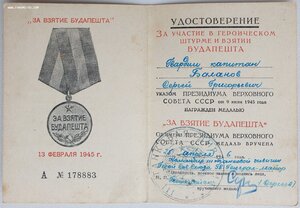 „ЗА ВЗЯТИЕ БУДАПЕШТА“
ЗА ВЗЯТИЕ
БУДАПЕШТА
13 ФЕВРАЛЯ 1945 г.
А № 178883
УДОСТОВЕРЕНИЕ
ЗА УЧАСТИЕ В ГЕРОИЧЕСКОМ
ШТУРМЕ И ВЗЯТИИ
БУДАПЕШТА
Гвардии капитан
Баланов
Сергей Григорьевич
УКАЗОМ ПРЕЗИДИУМА ВЕРХОВНОГО
СОВЕТА СССР от 9 июня 1945 года
НАГРАЖДЕН МЕДАЛЬЮ
„ЗА ВЗЯТИЕ БУДАПЕШТА“
ОТ ИМЕНИ ПРЕЗИДИУМА ВЕРХОВНОГО
СОВЕТА СССР МЕДАЛЬ ВРУЧЕНА
апреля